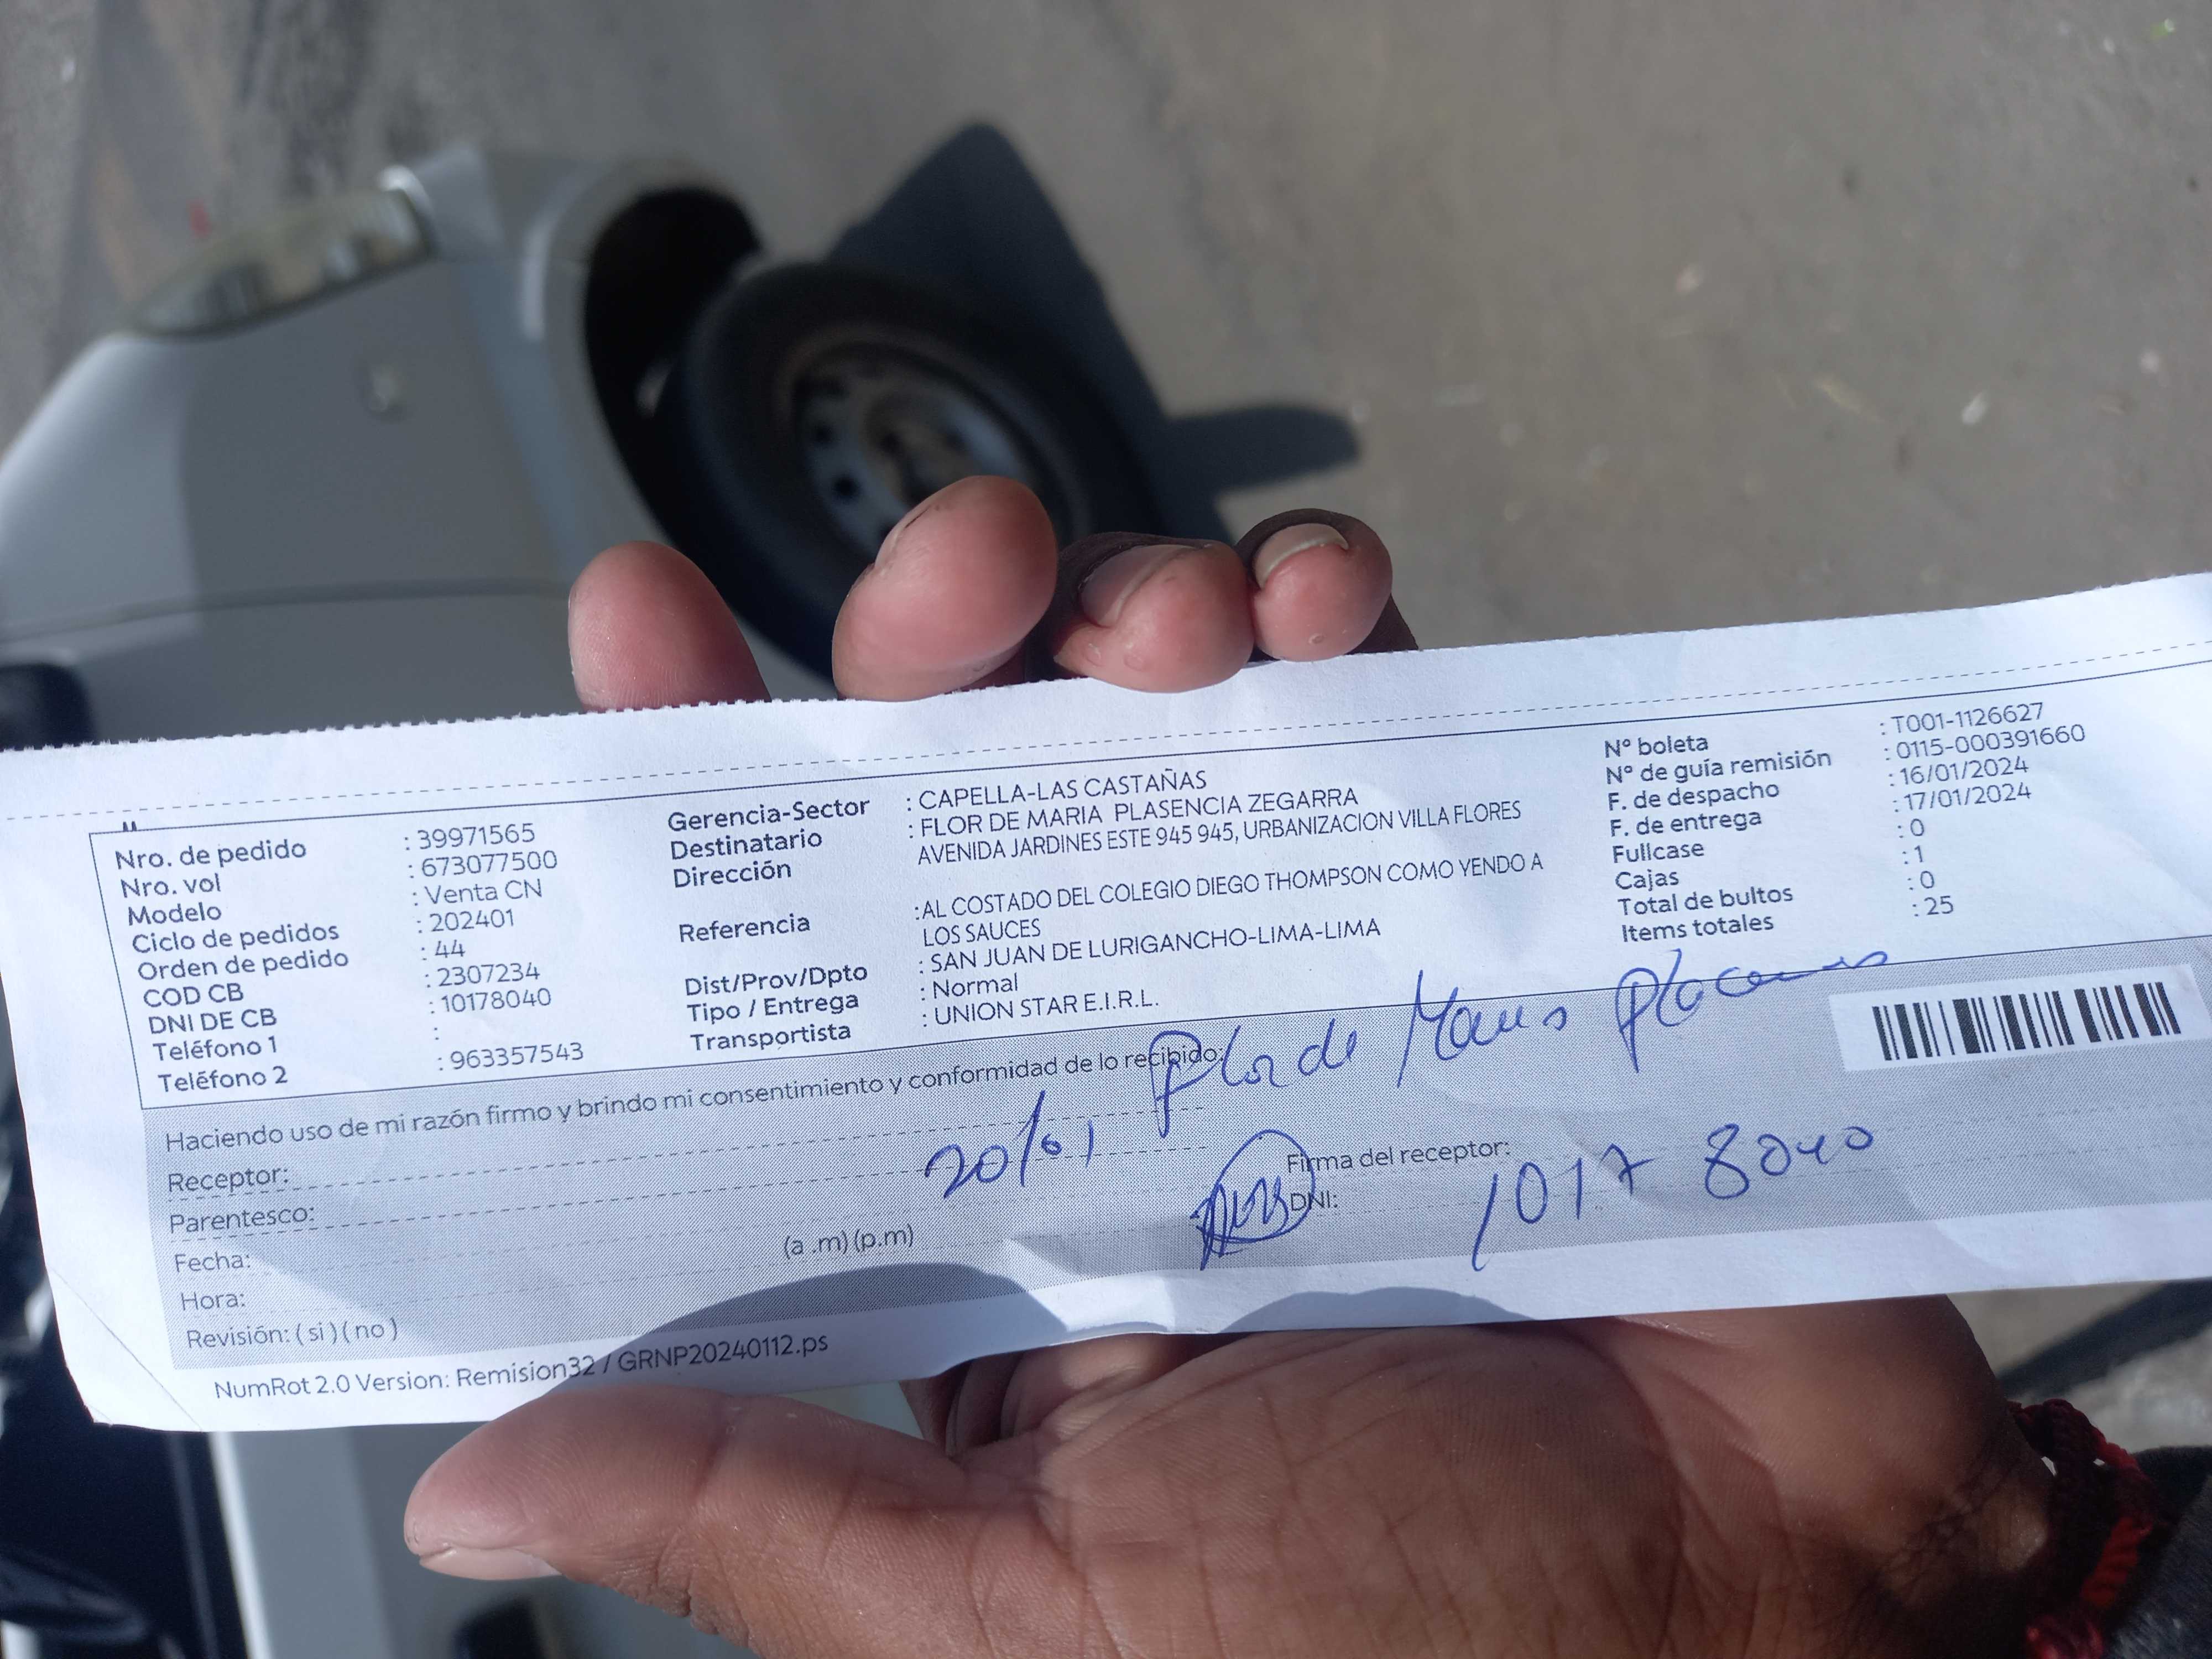 Nro. de pedido : 39971565
Nro. vol : 673077500
Modelo : Venta CN
Ciclo de pedidos : 202401
Orden de pedido : 44
COD CB : 2307234
DNI DE CB : 10178040
Teléfono 1 :
Teléfono 2 : 963357543
Gerencia-Sector : CAPELLA-LAS CASTAÑAS
Destinatario : FLOR DE MARIA PLASENCIA ZEGARRA
Dirección AVENIDA JARDINES ESTE 945 945, URBANIZACION VILLA FLORES
Referencia : AL COSTADO DEL COLEGIO DIEGO THOMPSON COMO YENDO A
LOS SAUCES
Dist/Prov/Dpto : SAN JUAN DE LURIGANCHO-LIMA-LIMA
Tipo / Entrega : Normal
Transportista : UNION STAR E.I.R.L.
N° boleta : T001-1126627
N° de guía remisión : 0115-000391660
F. de despacho : 16/01/2024
F. de entrega : 17/01/2024
Fullcase : 0
Cajas : 1
Total de bultos : 0
Items totales : 25
Haciendo uso de mi razón firmo y brindo mi consentimiento y conformidad de lo recibido:
Flor de Maria
Receptor:
20/01
Parentesco:
Firma del receptor:
Fecha:
(a .m) (p.m)
DNI: 10178040
Hora:
Revisión: ( si ) ( no )
NumRot 2.0 Version: Remision32 / GRNP20240112.ps